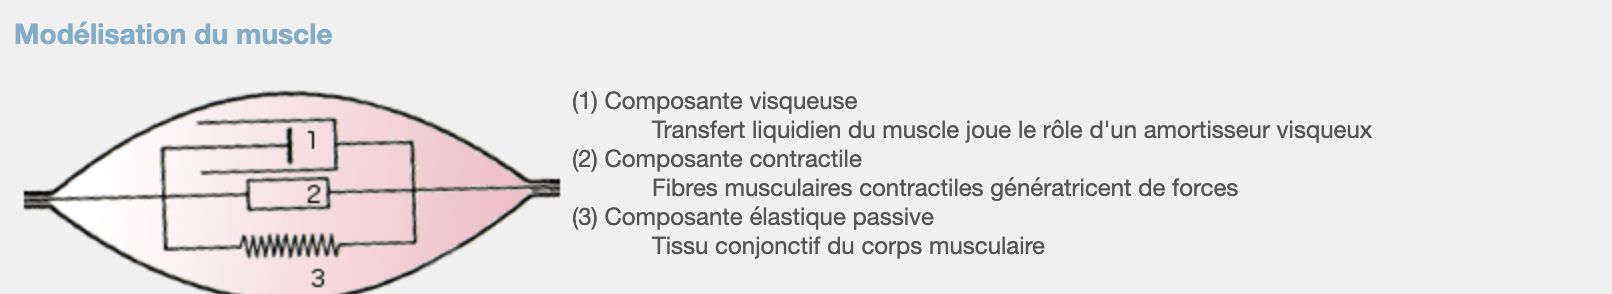 Modélisation du muscle
1
2
3
(1) Composante visqueuse
Transfert liquidien du muscle joue le rôle d'un amortisseur visqueux
(2) Composante contractile
Fibres musculaires contractiles génératricent de forces
(3) Composante élastique passive
Tissu conjonctif du corps musculaire